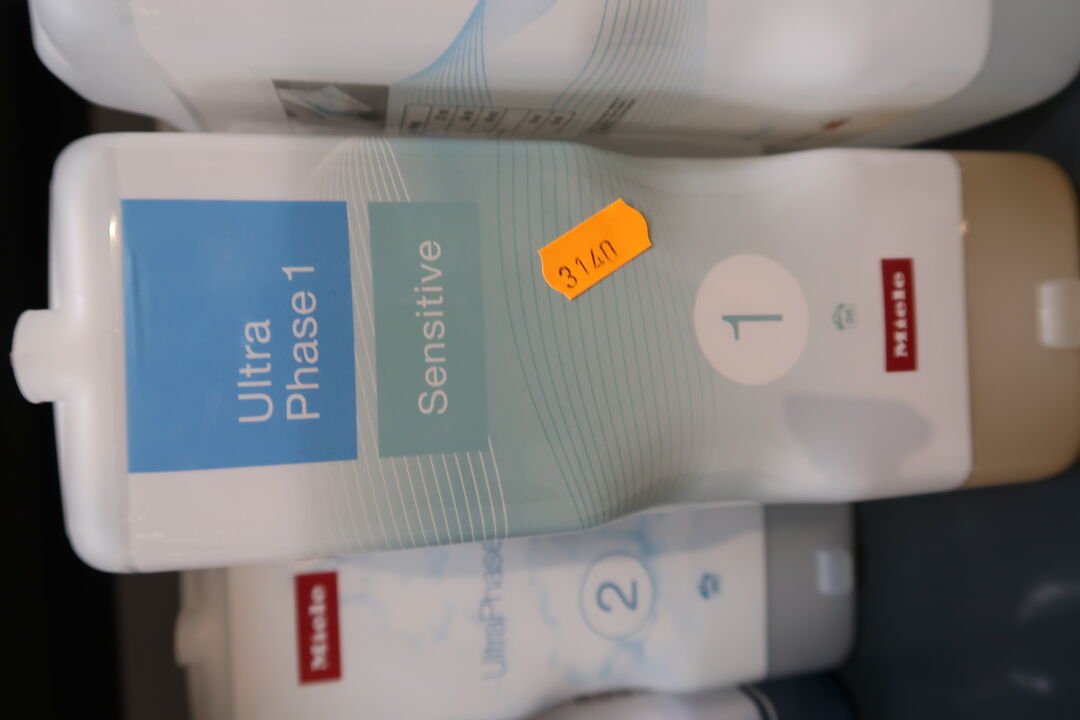 Ultra
Phase 1
Sensitive
3140
1
Miele
Miele
UltraPhase
2